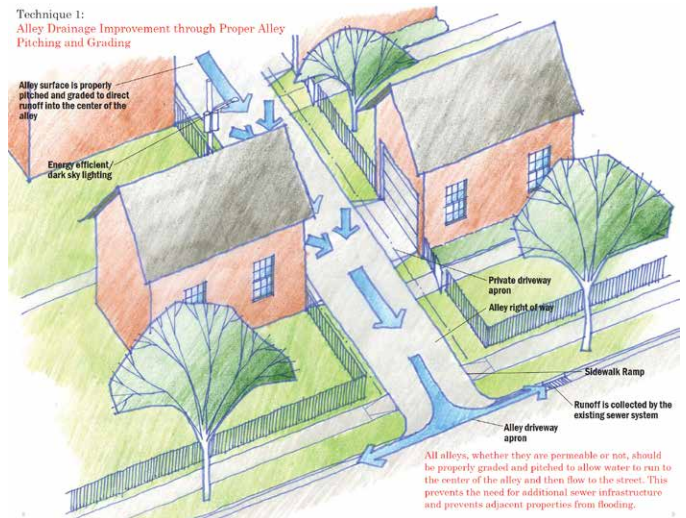 Technique 1:
Alley Drainage Improvement through Proper Alley
Pitching and Grading
Alley surface is properly
pitched and graded to direct
runoff into the center of the
alley
Energy efficient/
dark sky lighting
Private driveway
apron
Alley right of way
Sidewalk Ramp
Runoff is collected by the
existing sewer system
Alley driveway
apron
All alleys, whether they are permeable or not, should
be properly graded and pitched to allow water to run to
the center of the alley and then flow to the street. This
prevents the need for additional sewer infrastructure
and prevents adjacent properties from flooding.